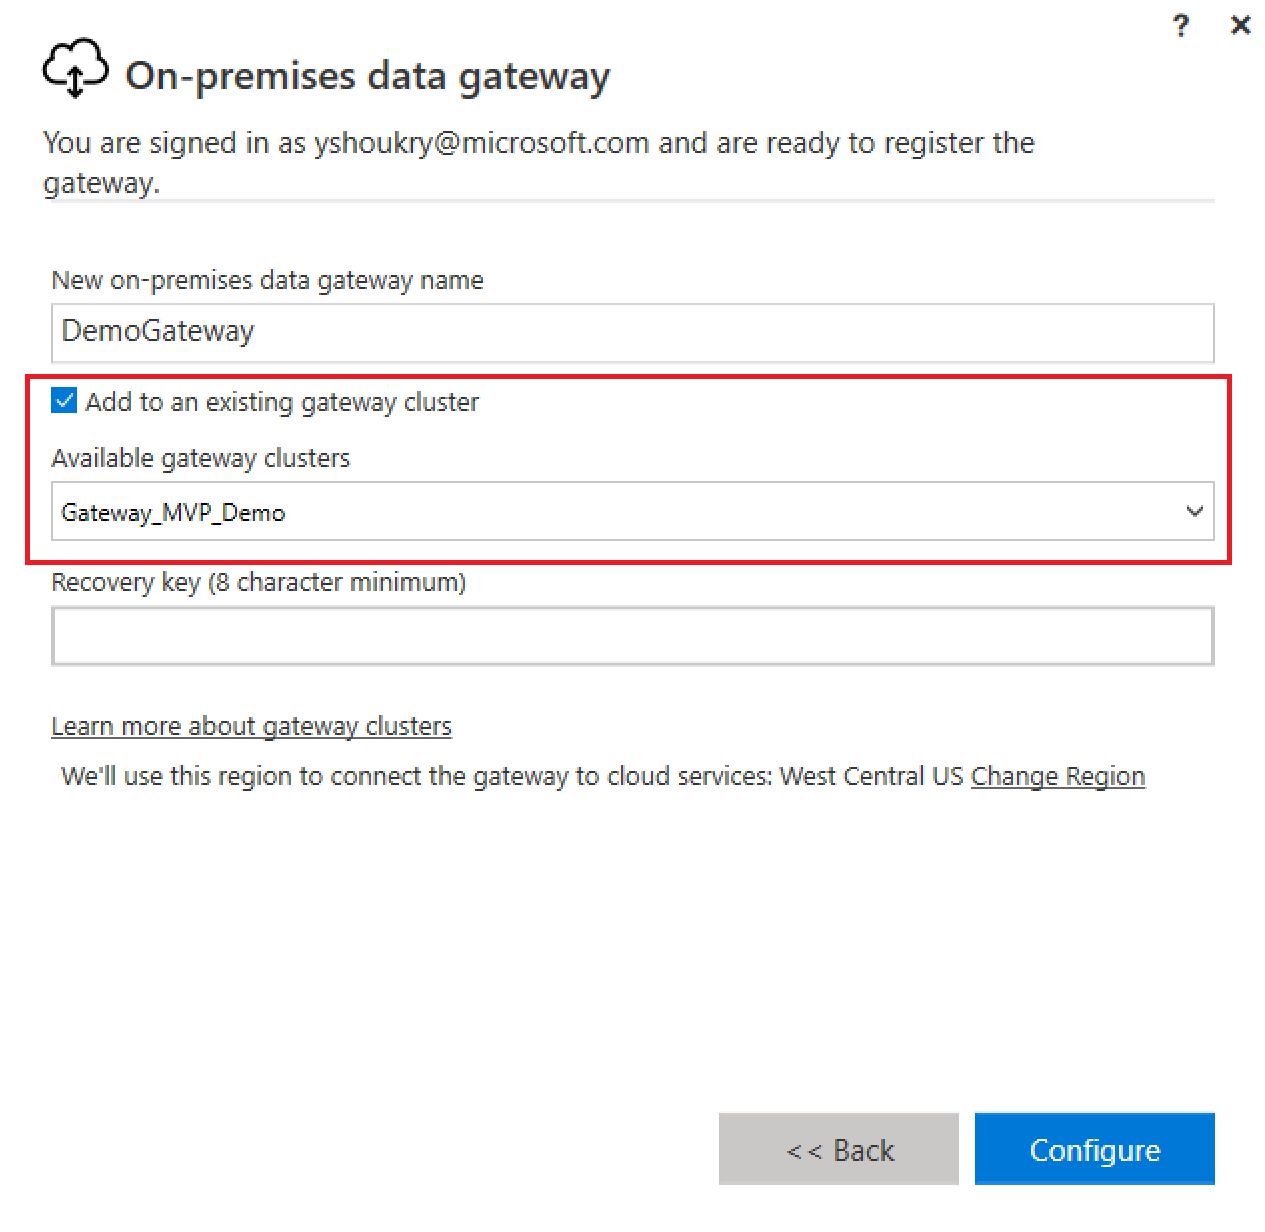 ?
On-premises data gateway
You are signed in as yshoukry@microsoft.com and are ready to register the
gateway.
New on-premises data gateway name
DemoGateway
Add to an existing gateway cluster
Available gateway clusters
Gateway_MVP_Demo
Recovery key (8 character minimum)
Learn more about gateway clusters
We'll use this region to connect the gateway to cloud services: West Central US Change Region
<< Back
Configure